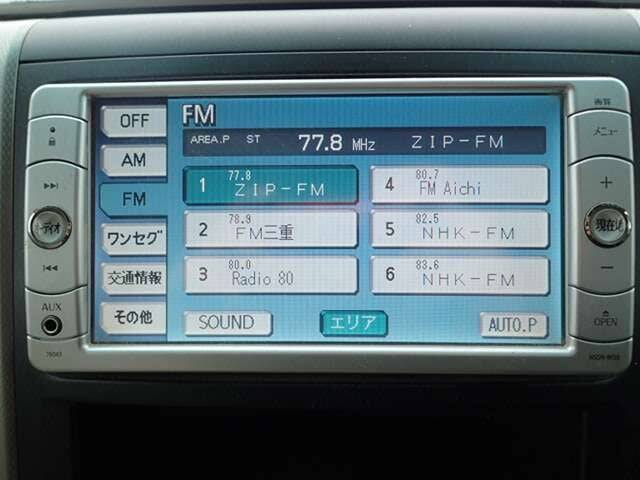 OFF
AM
FM
ワンセグ
交通情報
その他
FM
AREA.P ST 77.8 MHz ZIP-FM
1 77.8 ZIP-FM
4 80.7 FM Aichi
2 78.9 FM三重
5 82.5 NHK-FM
3 80.0 Radio 80
6 83.6 NHK-FM
SOUND
エリア
AUTO.P
画質
メニュー
+
現在地
−
OPEN
AUX